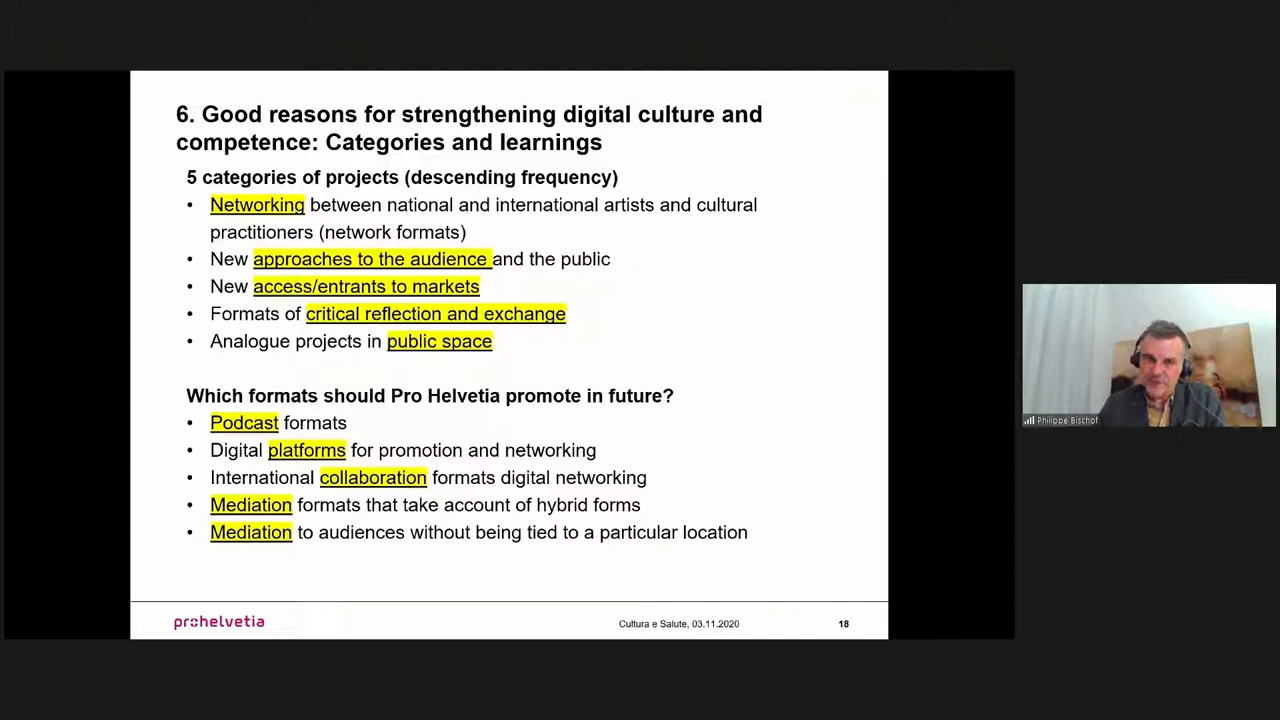 6. Good reasons for strengthening digital culture and
competence: Categories and learnings
5 categories of projects (descending frequency)
• Networking between national and international artists and cultural
practitioners (network formats)
• New approaches to the audience and the public
• New access/entrants to markets
• Formats of critical reflection and exchange
• Analogue projects in public space
Which formats should Pro Helvetia promote in future?
• Podcast formats
• Digital platforms for promotion and networking
• International collaboration formats digital networking
• Mediation formats that take account of hybrid forms
• Mediation to audiences without being tied to a particular location
prohelvetia
Cultura e Salute, 03.11.2020
18
Philippe Bischof